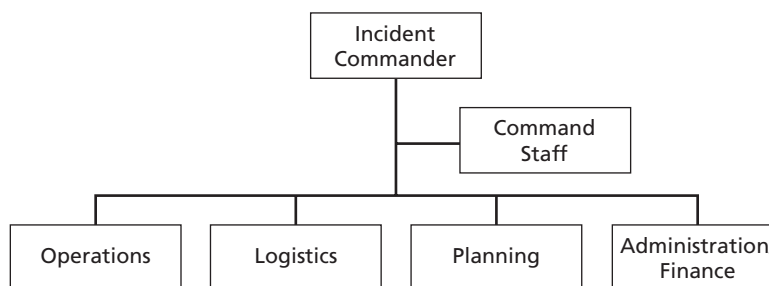 Incident
Commander
Command
Staff
Operations
Logistics
Planning
Administration
Finance